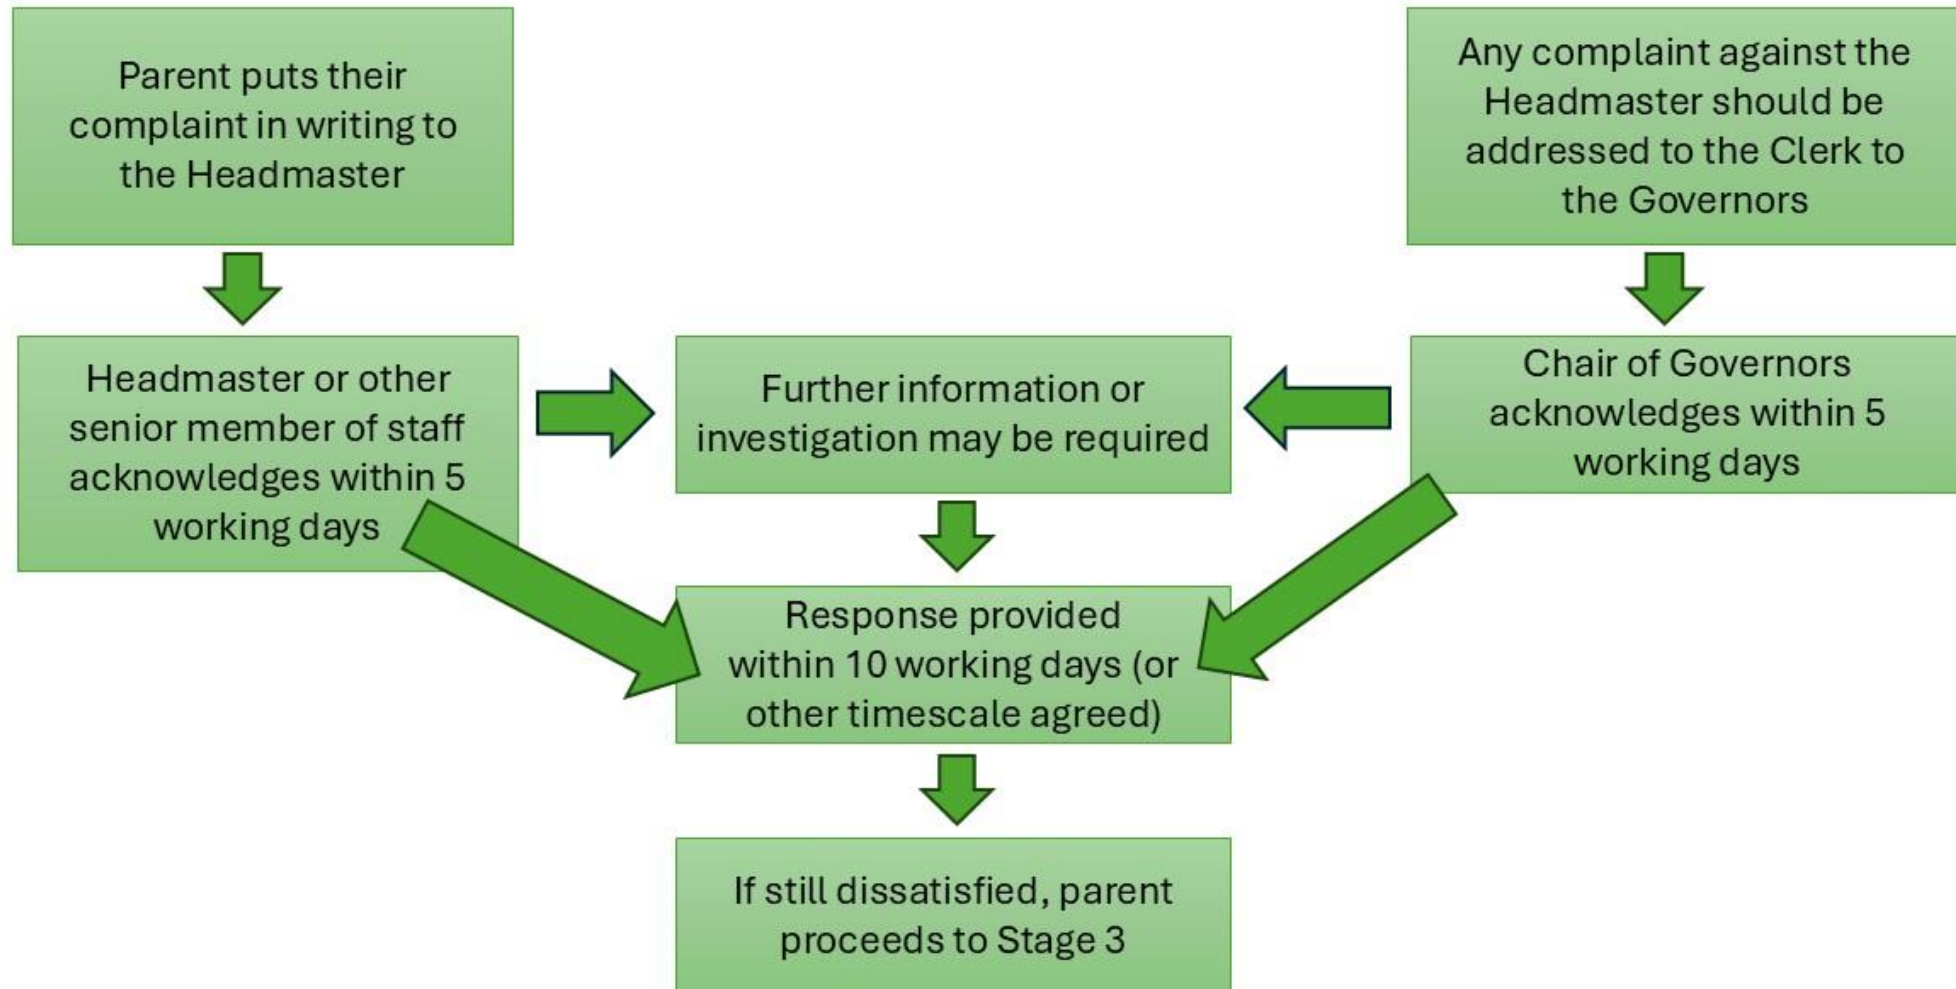 Parent puts their
complaint in writing to
the Headmaster
Any complaint against the
Headmaster should be
addressed to the Clerk to
the Governors
Headmaster or other
senior member of staff
acknowledges within 5
working days
Further information or
investigation may be required
Chair of Governors
acknowledges within 5
working days
Response provided
within 10 working days (or
other timescale agreed)
If still dissatisfied, parent
proceeds to Stage 3